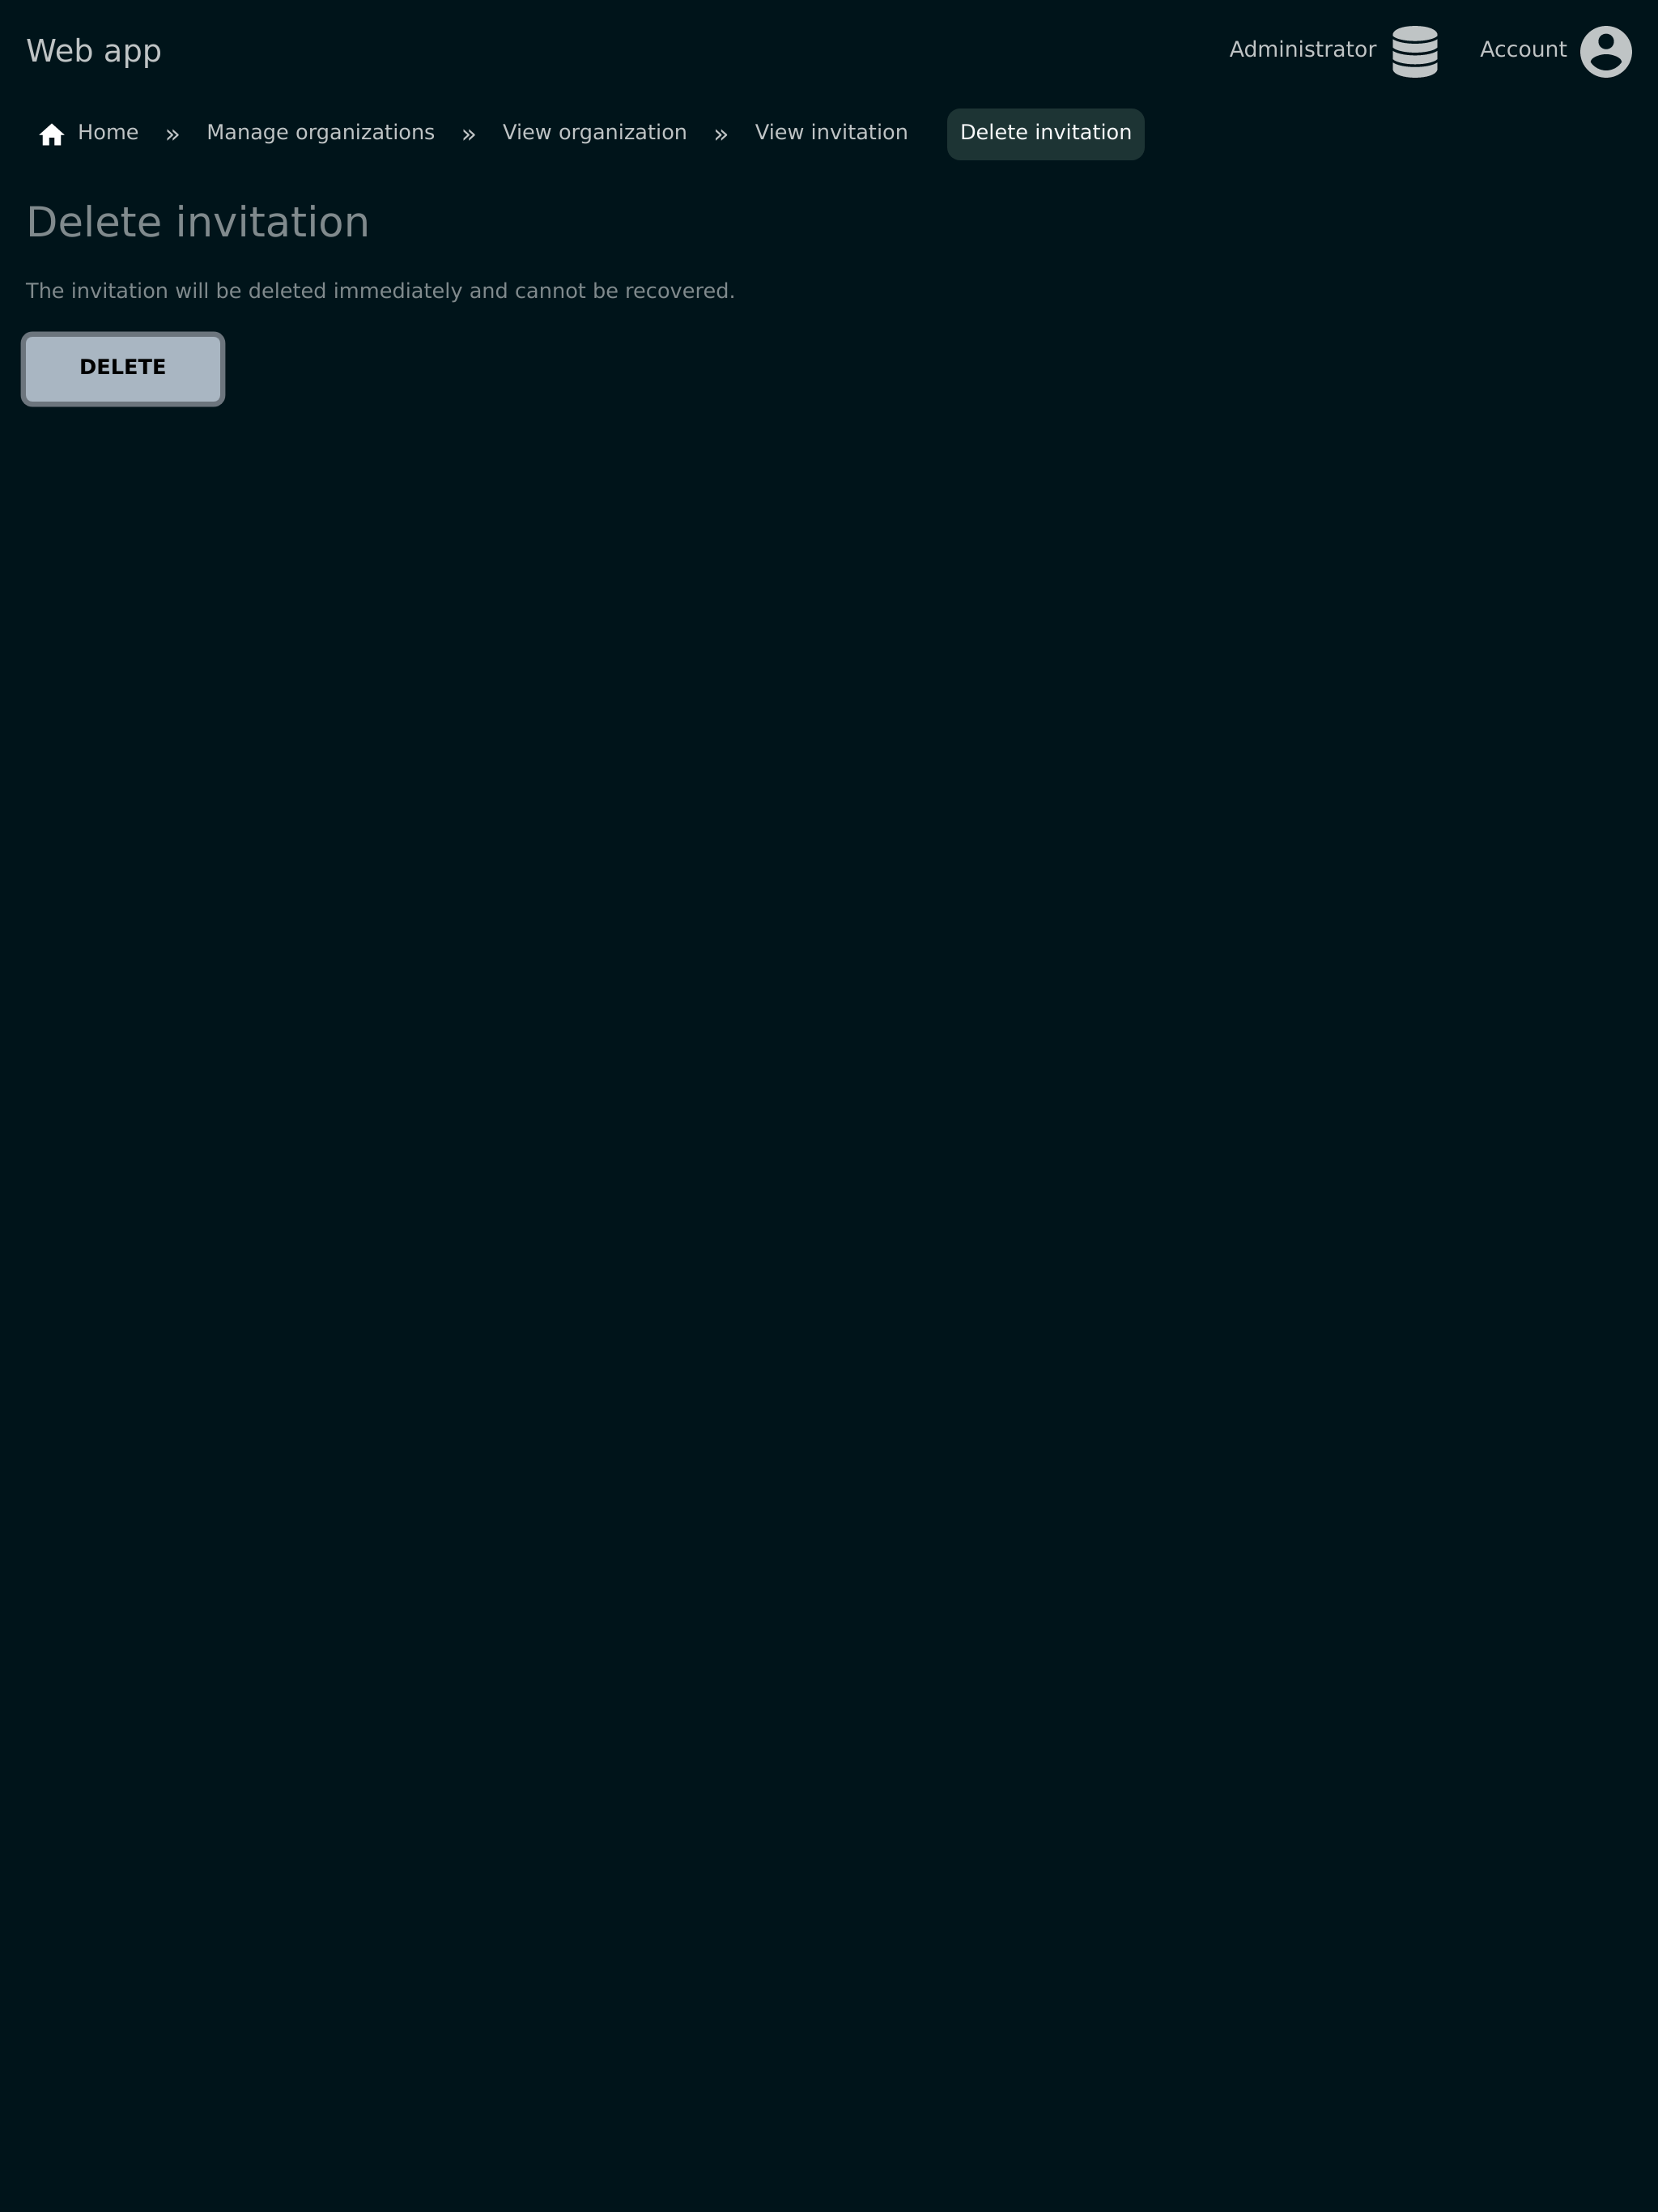 Web app
Administrator
Account
Home » Manage organizations » View organization » View invitation Delete invitation
Delete invitation
The invitation will be deleted immediately and cannot be recovered.
DELETE